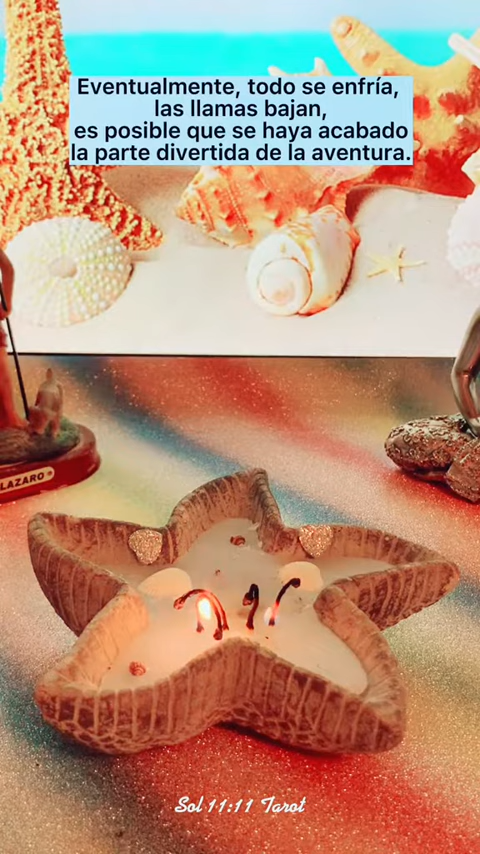 Eventualmente, todo se enfría,
las llamas bajan,
es posible que se haya acabado
la parte divertida de la aventura.
LAZARO
Sol 11:11 Tarot